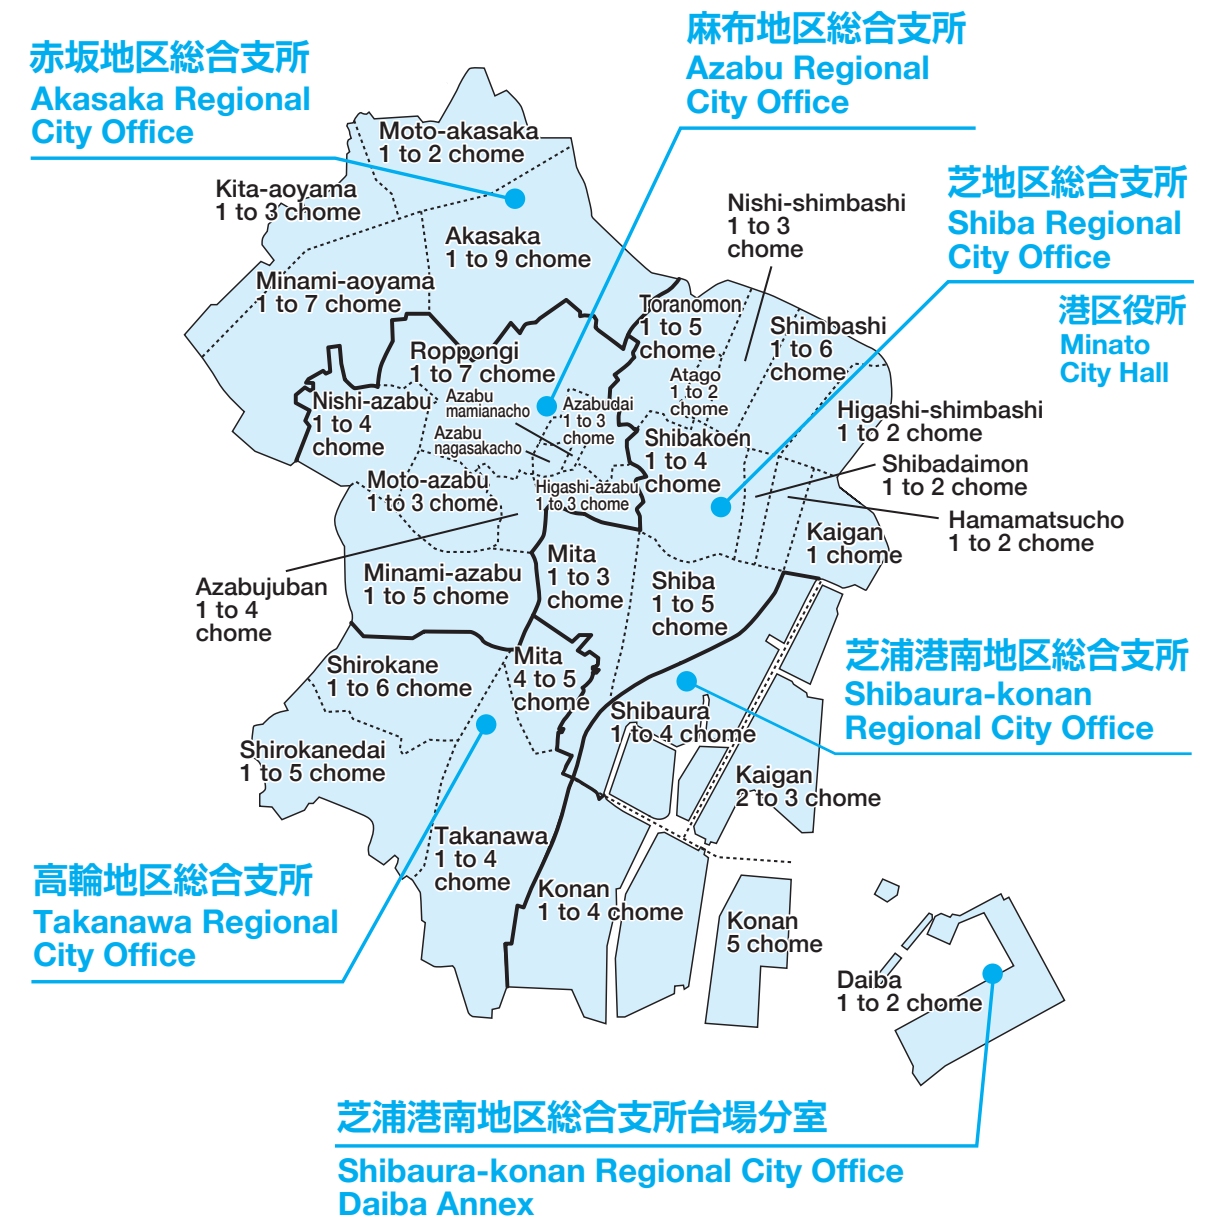 赤坂地区総合支所
Akasaka Regional
City Office
麻布地区総合支所
Azabu Regional
City Office
芝地区総合支所
Shiba Regional
City Office
港区役所
Minato
City Hall
Moto-akasaka
1 to 2 chome
Kita-aoyama
1 to 3 chome
Akasaka
1 to 9 chome
Minami-aoyama
1 to 7 chome
Nishi-shimbashi
1 to 3
chome
Toranomon
1 to 5
chome
Shimbashi
1 to 6
chome
Atago
1 to 2
chome
Roppongi
1 to 7 chome
Nishi-azabu
1 to 4
chome
Azabu
mamianacho
Azabudai
1 to 3
chome
Azabu
nagasakacho
Higashi-shimbashi
1 to 2 chome
Shibakoen
1 to 4
chome
Shibadaimon
1 to 2 chome
Moto-azabu
1 to 3 chome
Higashi-azabu
1 to 3 chome
Hamamatsucho
1 to 2 chome
Kaigan
1 chome
Azabujuban
1 to 4
chome
Minami-azabu
1 to 5 chome
Mita
1 to 3
chome
Shiba
1 to 5
chome
Shirokane
1 to 6 chome
Mita
4 to 5
chome
芝浦港南地区総合支所
Shibaura-konan
Regional City Office
Shibaura
1 to 4 chome
Shirokanedai
1 to 5 chome
Kaigan
2 to 3 chome
Takanawa
1 to 4
chome
高輪地区総合支所
Takanawa Regional
City Office
Konan
1 to 4 chome
Konan
5 chome
Daiba
1 to 2 chome
芝浦港南地区総合支所台場分室
Shibaura-konan Regional City Office
Daiba Annex